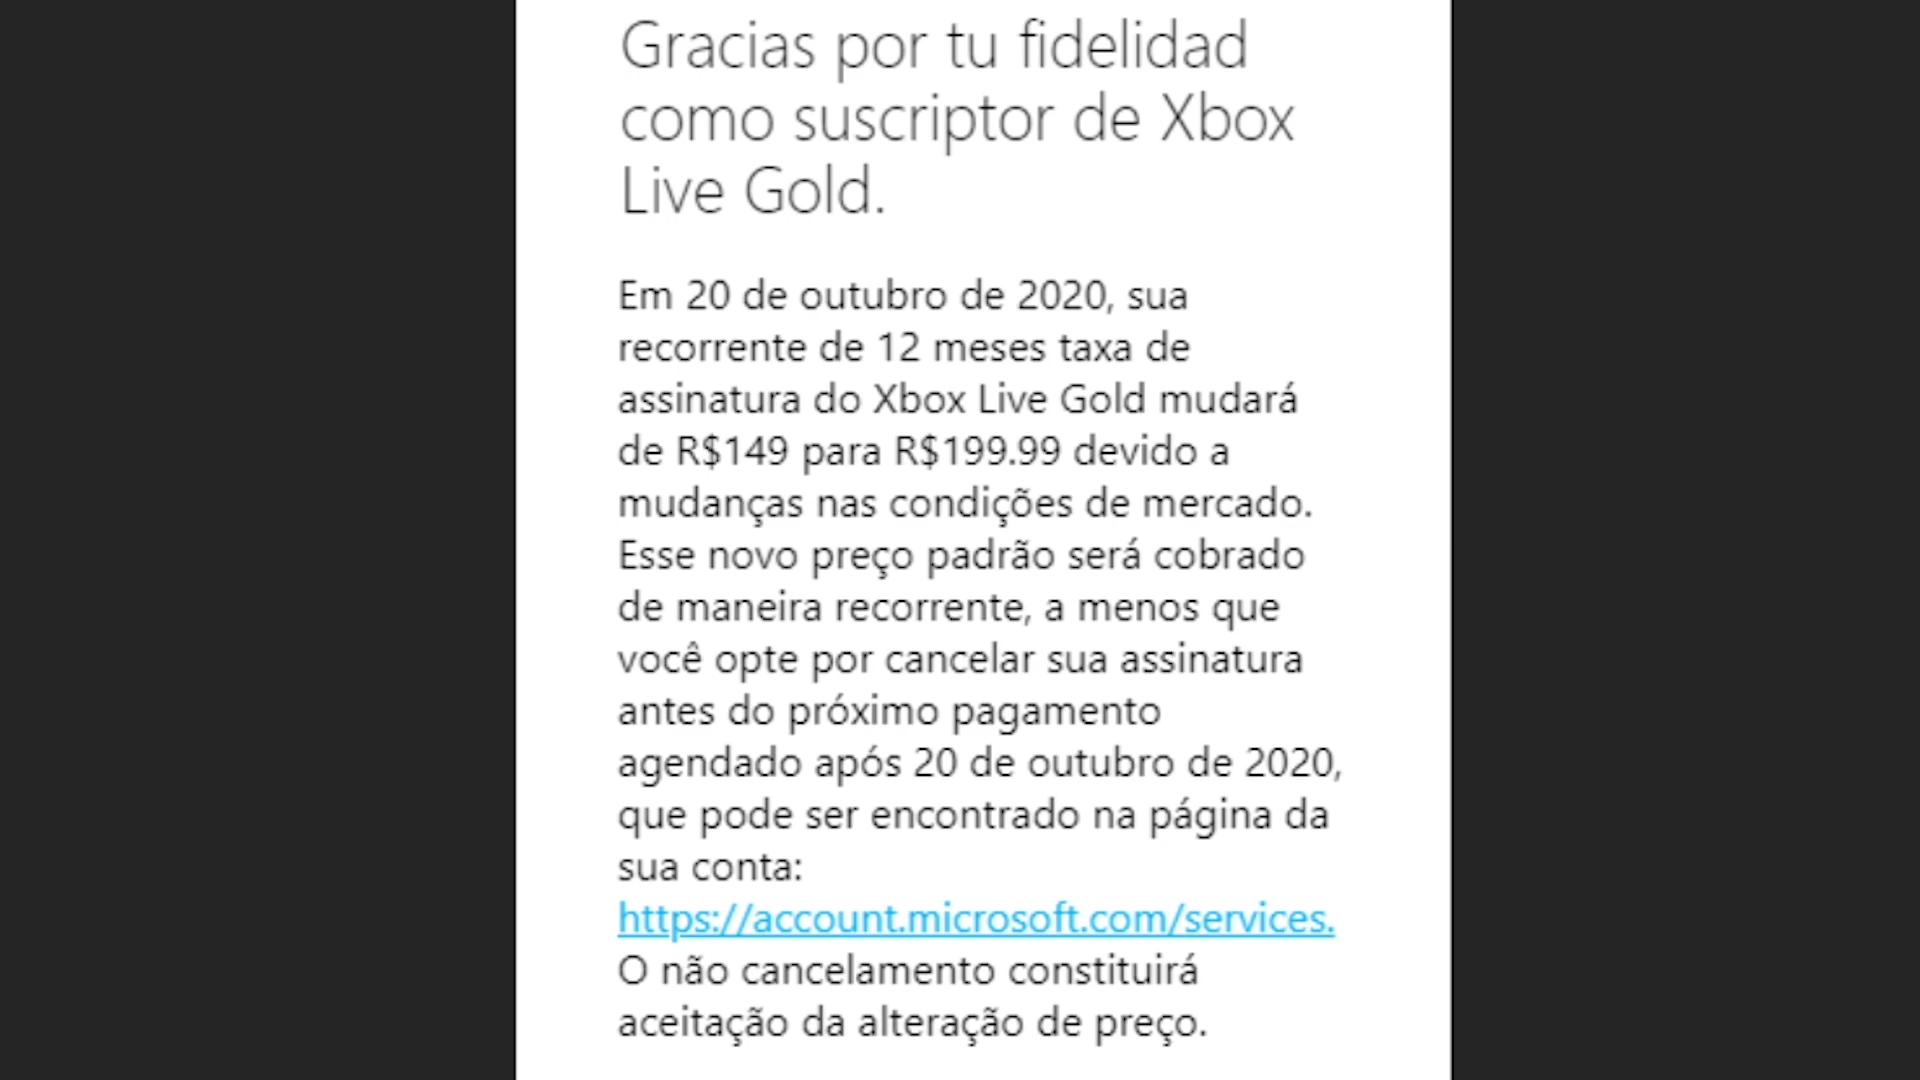 Gracias por tu fidelidad
como suscriptor de Xbox
Live Gold.
Em 20 de outubro de 2020, sua
recorrente de 12 meses taxa de
assinatura do Xbox Live Gold mudará
de R$149 para R$199.99 devido a
mudanças nas condições de mercado.
Esse novo preço padrão será cobrado
de maneira recorrente, a menos que
você opte por cancelar sua assinatura
antes do próximo pagamento
agendado após 20 de outubro de 2020,
que pode ser encontrado na página da
sua conta:
https://account.microsoft.com/services.
O não cancelamento constituirá
aceitação da alteração de preço.